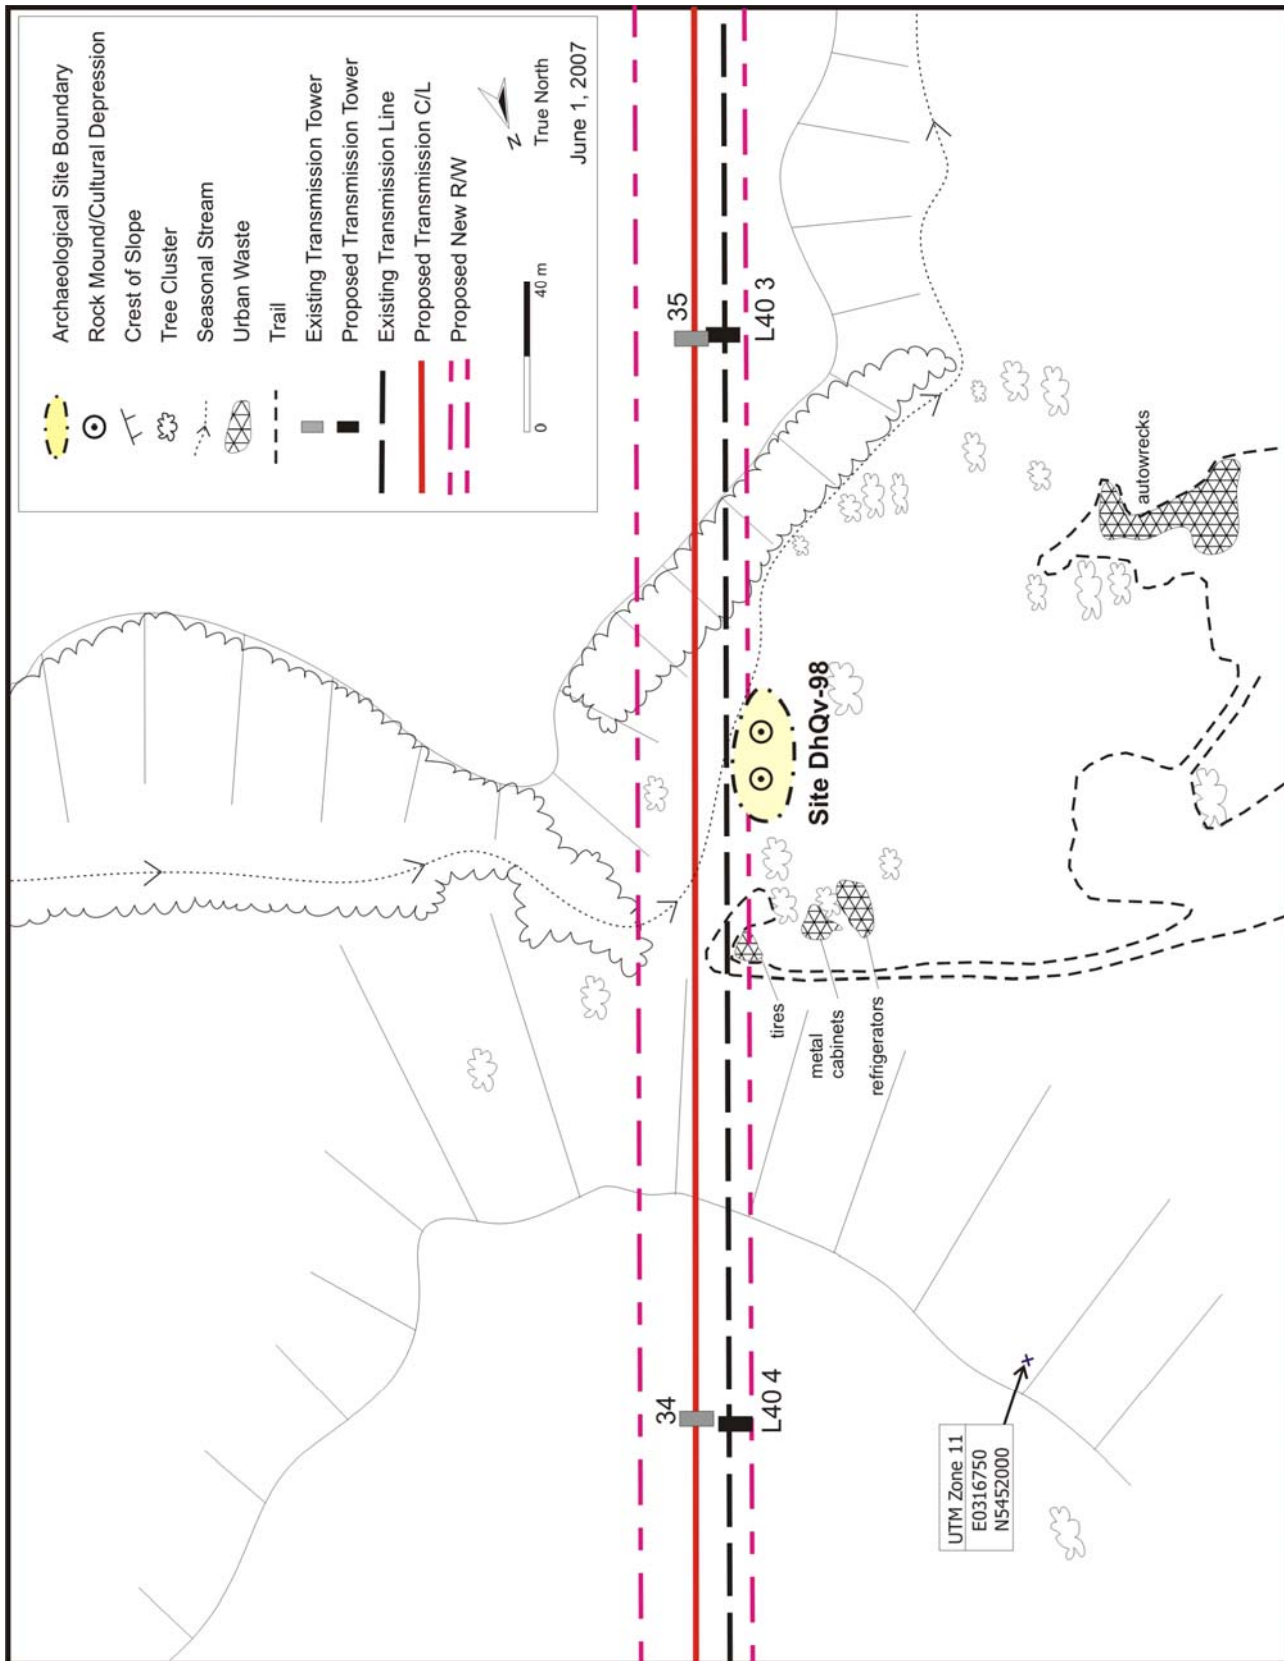 Archaeological Site Boundary
Rock Mound/Cultural Depression
Crest of Slope
Tree Cluster
Seasonal Stream
Urban Waste
Trail
Existing Transmission Tower
Proposed Transmission Tower
Existing Transmission Line
Proposed Transmission C/L
Proposed New R/W
0
40 m
N
True North
June 1, 2007
34
35
L40 4
L40 3
Site DhQv-98
tires
metal
cabinets
refrigerators
autowrecks
UTM Zone 11
E0316750
N5452000
x